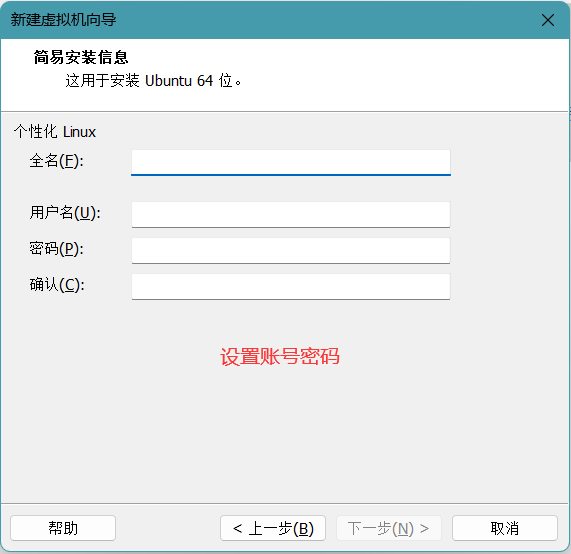 新建虚拟机向导
简易安装信息
这用于安装 Ubuntu 64 位。
个性化 Linux
全名(F):
用户名(U):
密码(P):
确认(C):
设置账号密码
帮助
< 上一步(B)
下一步(N) >
取消